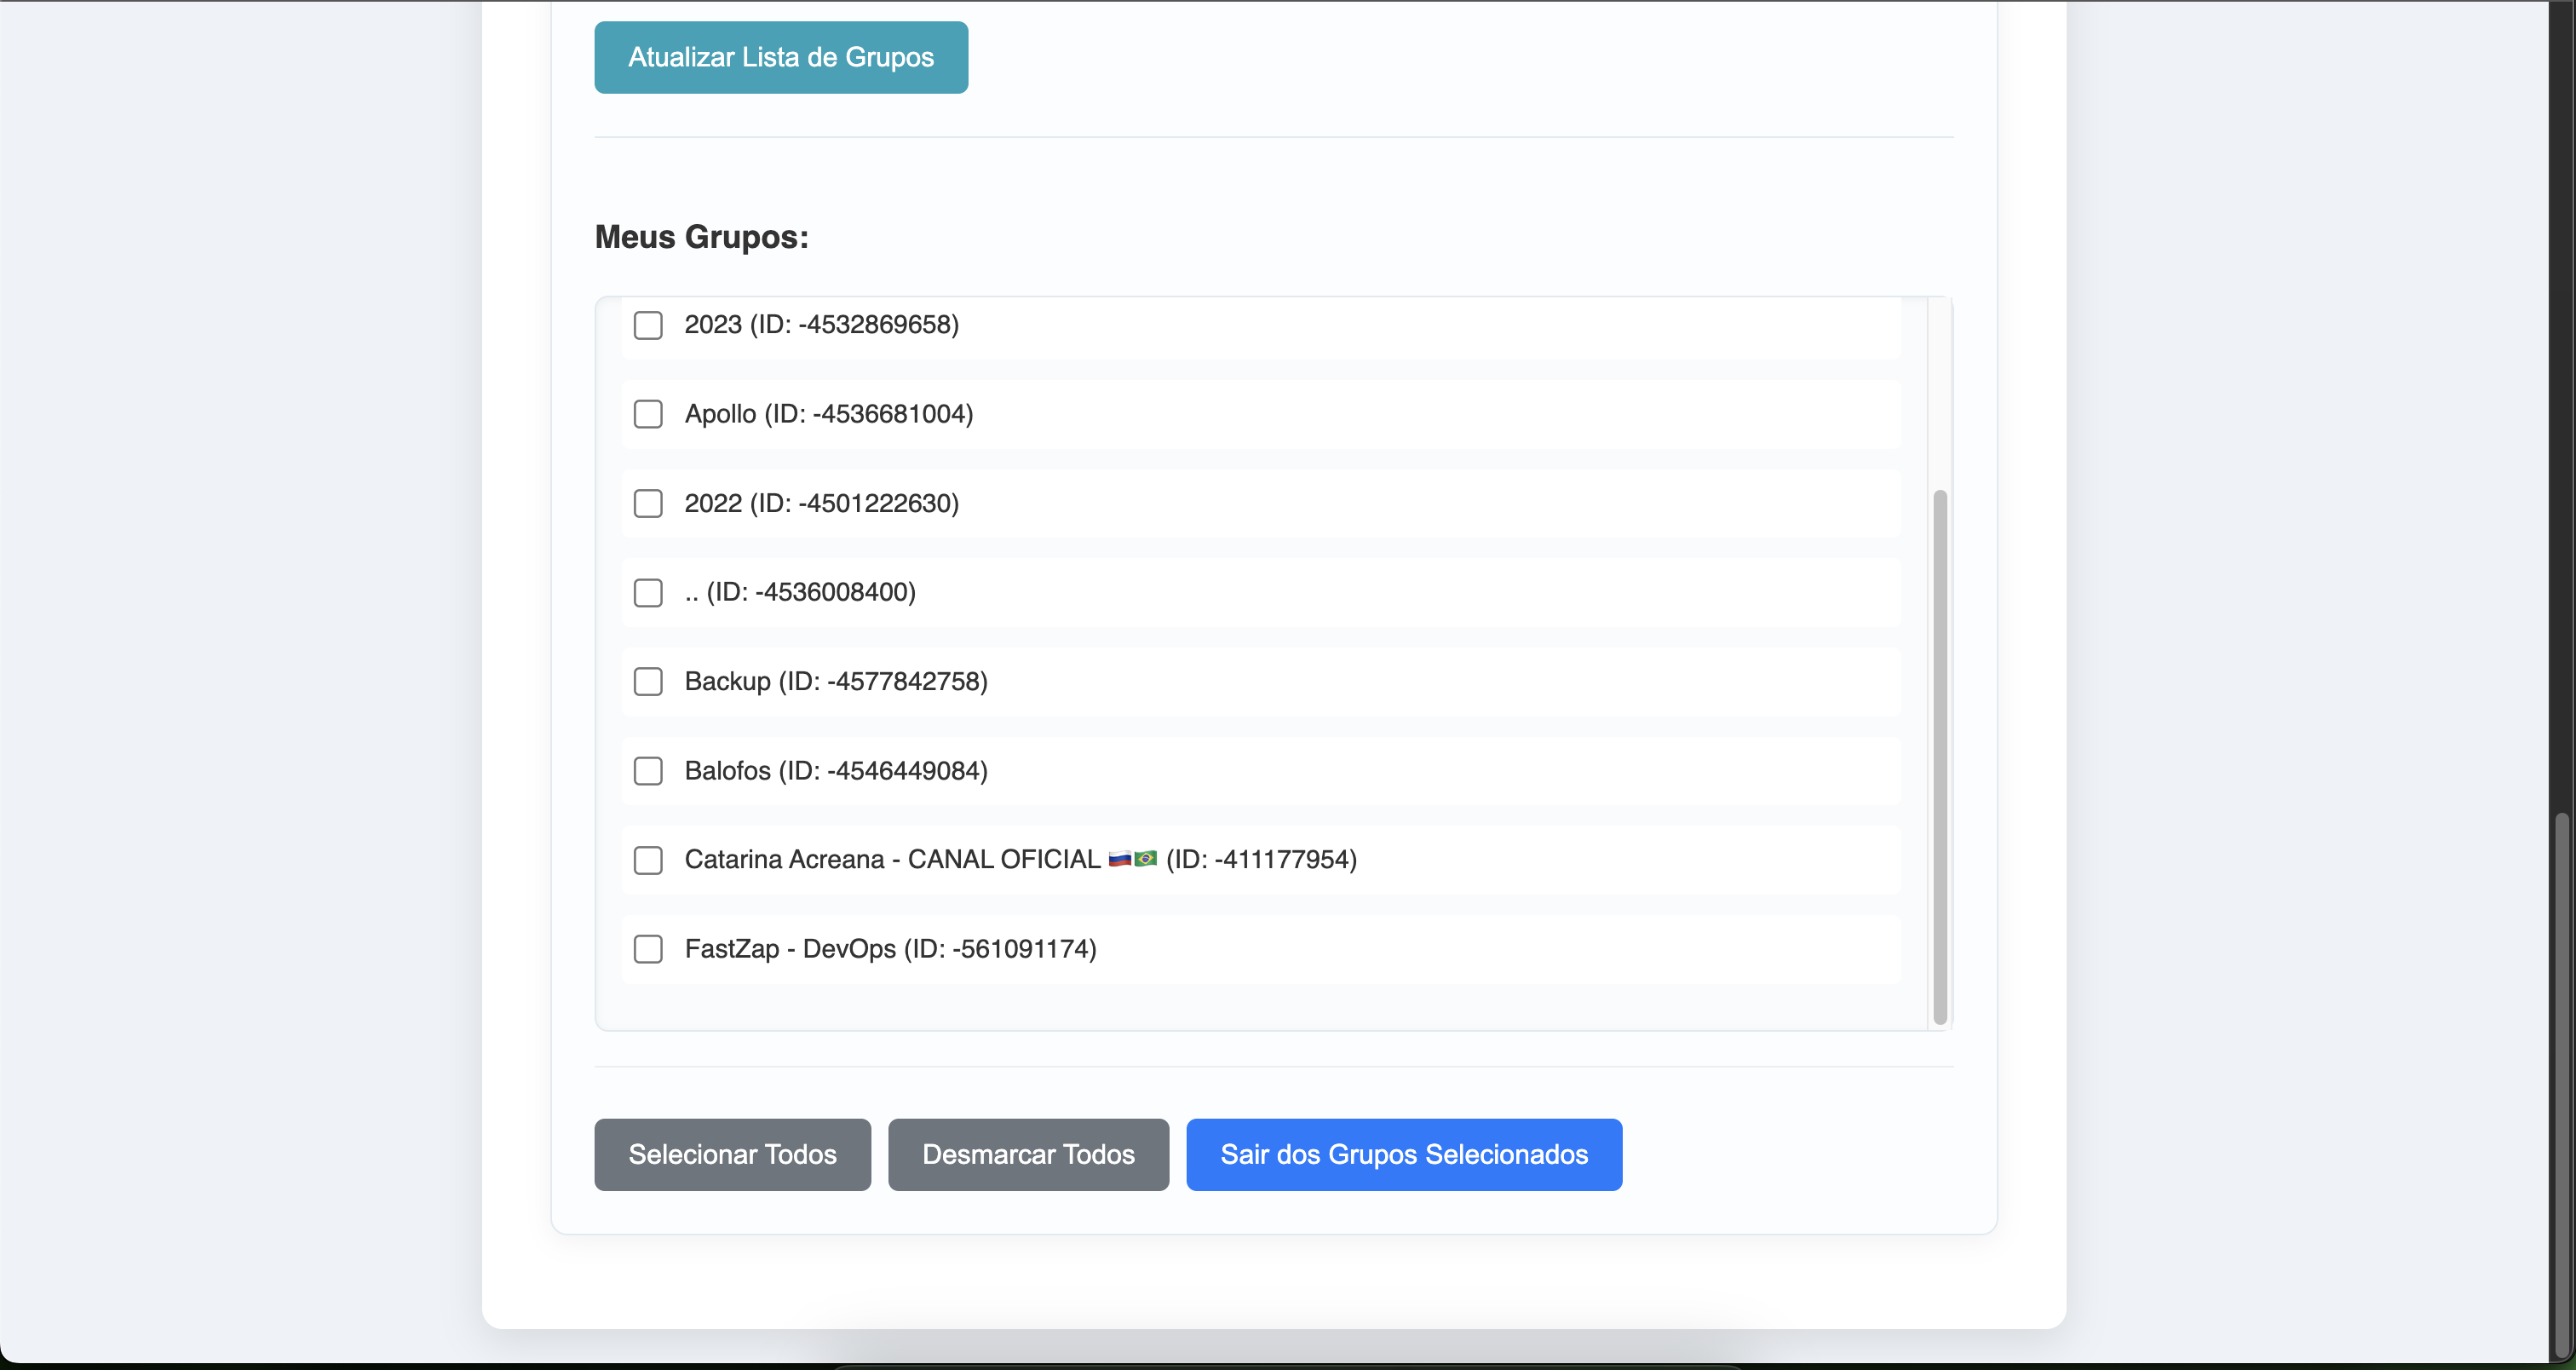 Atualizar Lista de Grupos
Meus Grupos:
2023 (ID: -4532869658)
Apollo (ID: -4536681004)
2022 (ID: -4501222630)
.. (ID: -4536008400)
Backup (ID: -4577842758)
Balofos (ID: -4546449084)
Catarina Acreana - CANAL OFICIAL 🇷🇺🇧🇷 (ID: -411177954)
FastZap - DevOps (ID: -561091174)
Selecionar Todos
Desmarcar Todos
Sair dos Grupos Selecionados